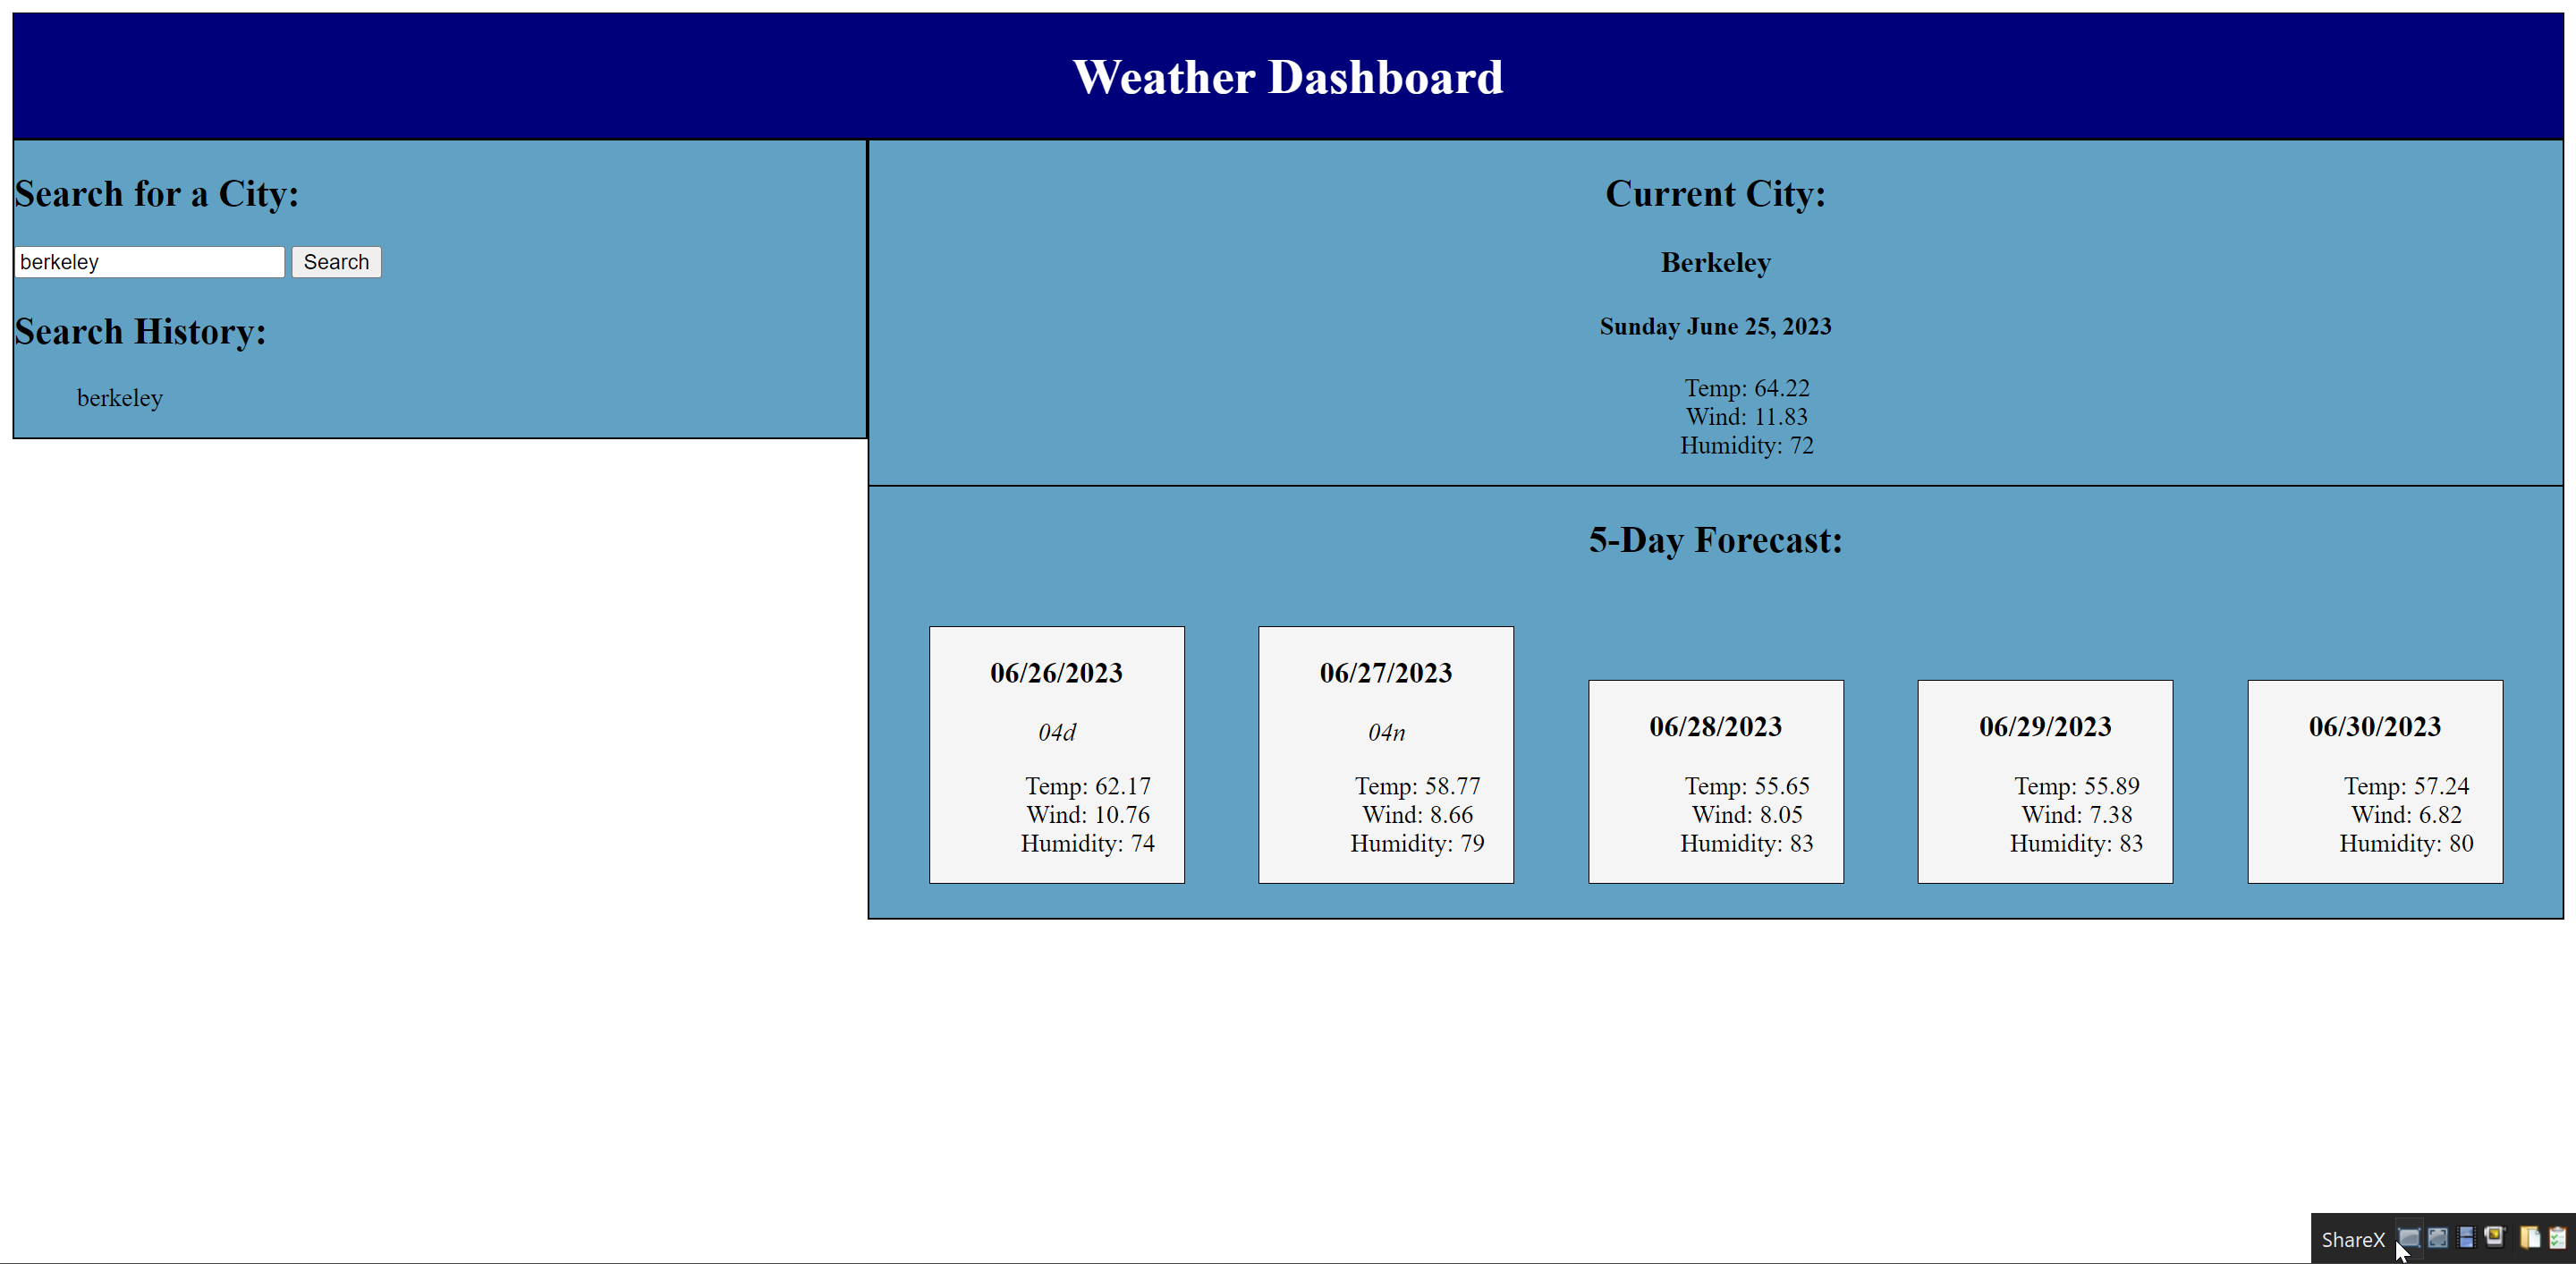 Weather Dashboard
Search for a City:
berkeley Search
Search History:
berkeley
Current City:
Berkeley
Sunday June 25, 2023
Temp: 64.22
Wind: 11.83
Humidity: 72
5-Day Forecast:
06/26/2023
04d
Temp: 62.17
Wind: 10.76
Humidity: 74
06/27/2023
04n
Temp: 58.77
Wind: 8.66
Humidity: 79
06/28/2023
Temp: 55.65
Wind: 8.05
Humidity: 83
06/29/2023
Temp: 55.89
Wind: 7.38
Humidity: 83
06/30/2023
Temp: 57.24
Wind: 6.82
Humidity: 80
ShareX